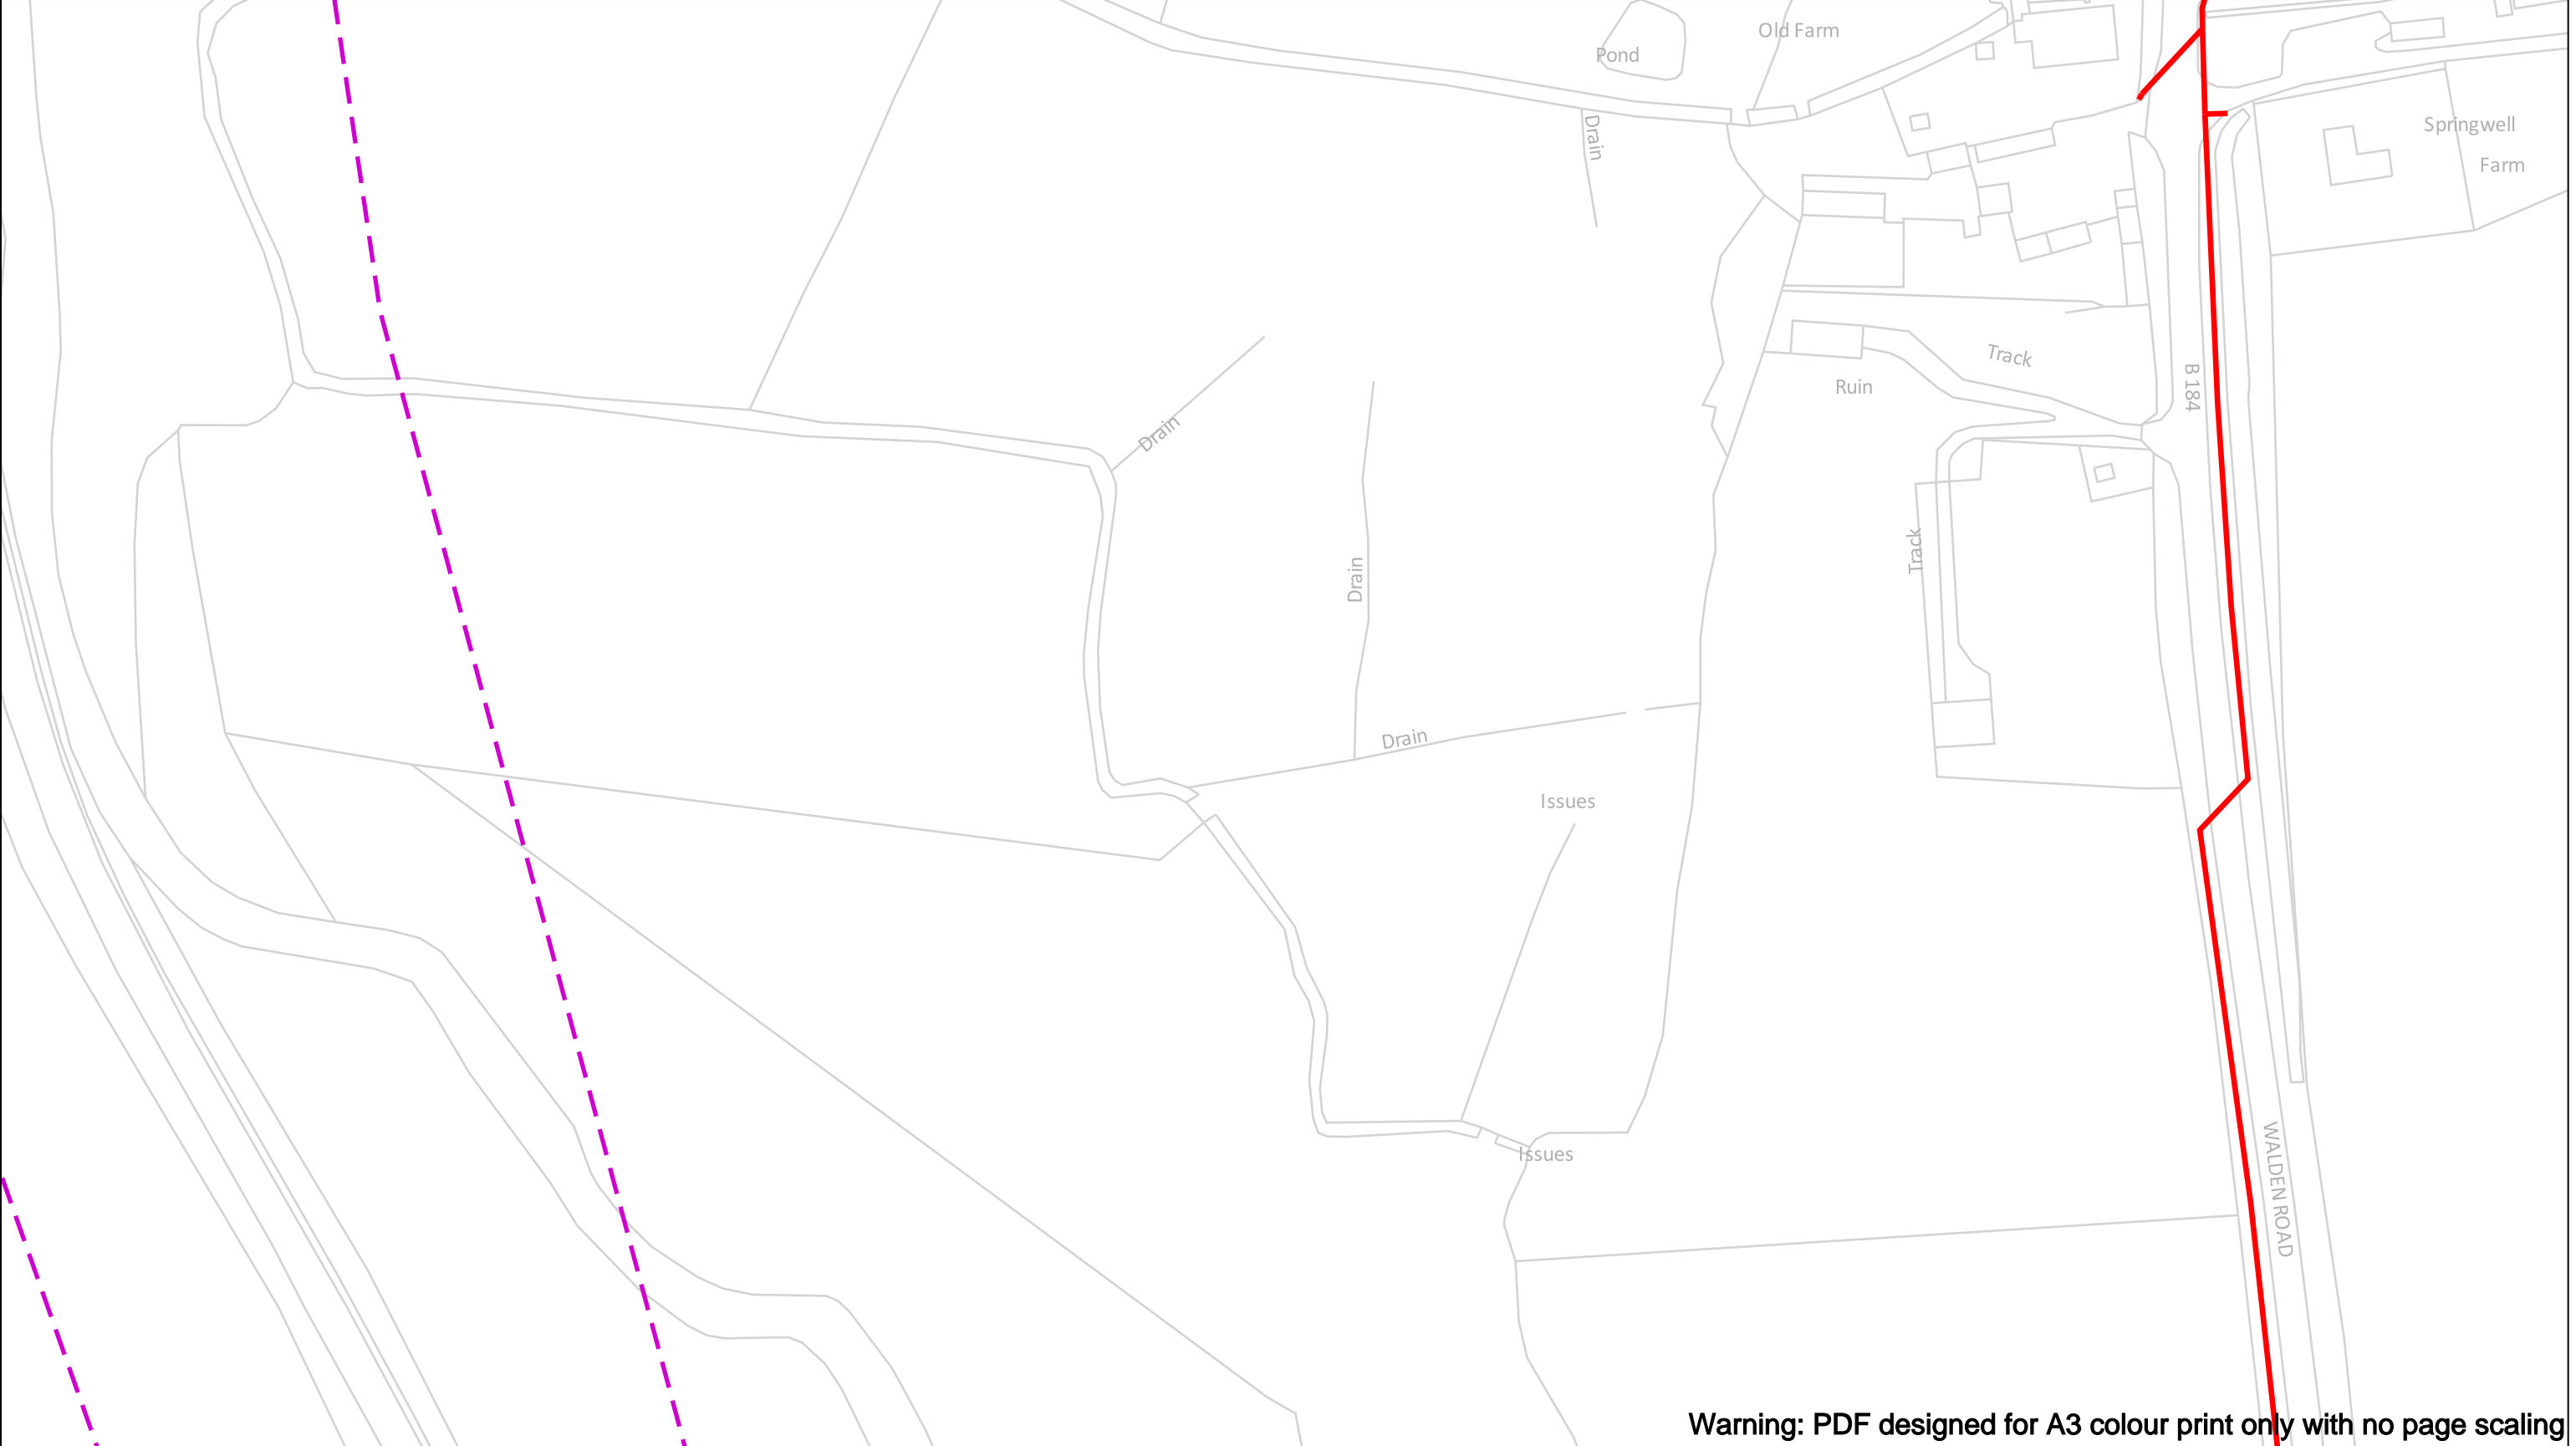 Old Farm
Pond
Drain
Springwell
Farm
Track
Ruin
B 184
Drain
Track
Drain
Drain
Issues
Issues
WALDEN ROAD
Warning: PDF designed for A3 colour print only with no page scaling